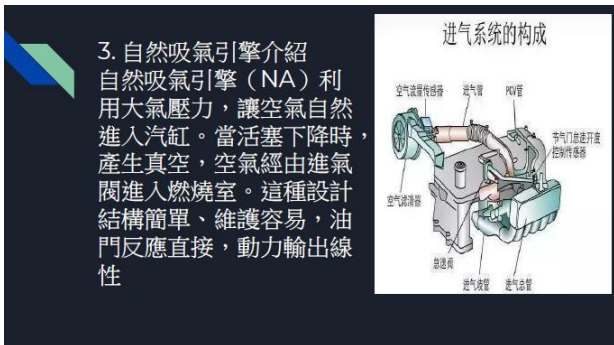 3. 自然吸氣引擎介紹
自然吸氣引擎（NA）利
用大氣壓力，讓空氣自然
進入汽缸。當活塞下降時，
產生真空，空氣經由進氣
閥進入燃燒室。這種設計
結構簡單、維護容易，油
門反應直接，動力輸出線
性
进气系统的构成
空气流量传感器
进气管
PCV管
节气门怠速开度
控制传感器
空气滤清器
怠速阀
进气歧管
进气总管